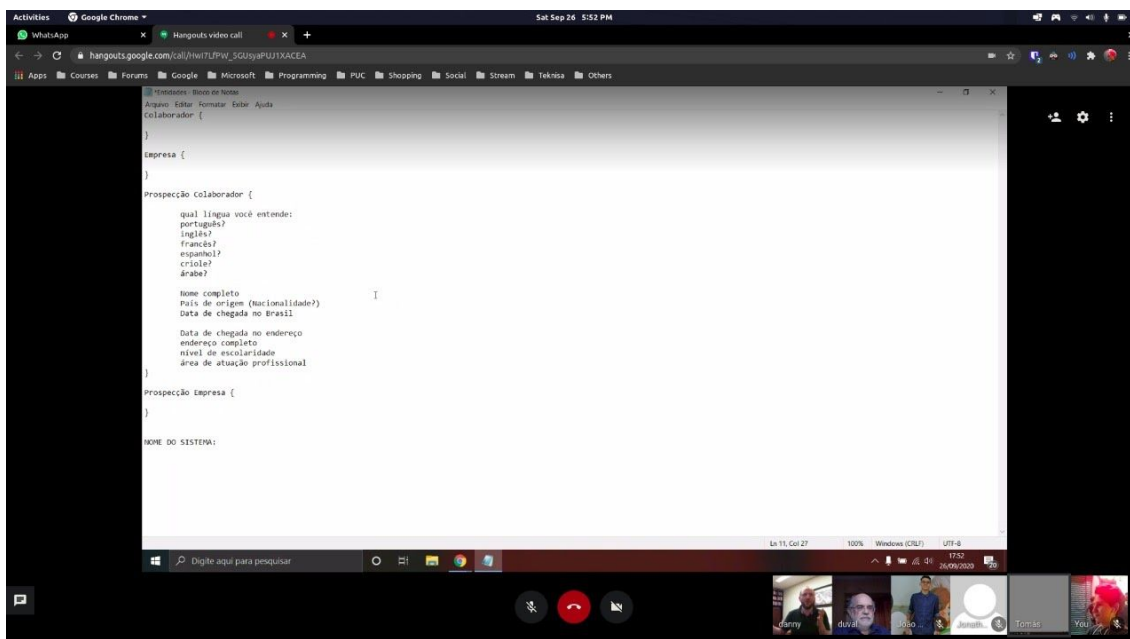 Activities Google Chrome Sat Sep 26 5:52 PM
WhatsApp Hangouts video call
hangouts.google.com/call/HwI7LfPW_SGUsyaPUJ1XACEA
Apps Courses Forums Google Microsoft Programming PUC Shopping Social Stream Teknisa Others
*Entidades - Bloco de Notas
Arquivo Editar Formatar Exibir Ajuda
Colaborador {
}
Empresa {
}
Prospecção Colaborador {
qual língua você entende:
português?
inglês?
francês?
espanhol?
criole?
árabe?
Nome completo
País de origem (Nacionalidade?)
Data de chegada no Brasil
Data de chegada no endereço
endereço completo
nível de escolaridade
área de atuação profissional
}
Prospecção Empresa {
}
NOME DO SISTEMA:
Ln 11, Col 27 100% Windows (CRLF) UTF-8
Digite aqui para pesquisar
17:52
26/09/2020
20
danny duval João ... Jonath... Tomás You